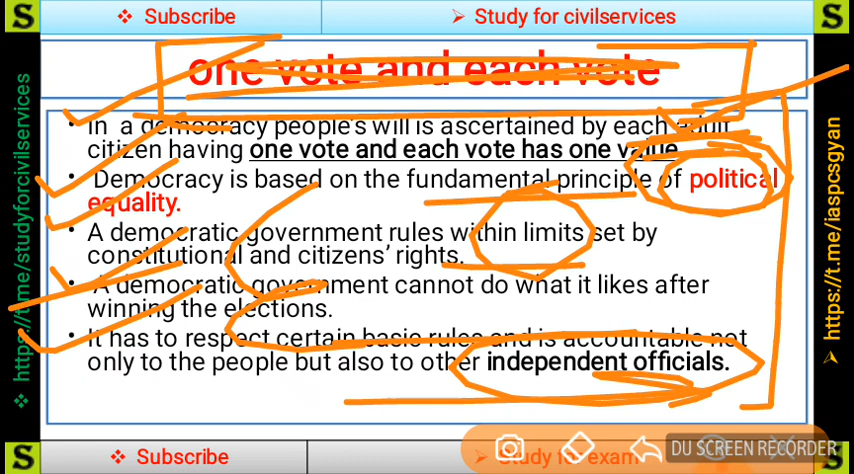 S
❖ Subscribe
➢ Study for civilservices
S
one vote and each vote
• In a democracy people's will is ascertained by each adult
citizen having one vote and each vote has one value.
• Democracy is based on the fundamental principle of political
equality.
• A democratic government rules within limits set by
constitutional and citizens' rights.
• A democratic government cannot do what it likes after
winning the elections.
• It has to respect certain basic rules and is accountable not
only to the people but also to other independent officials.
❖ https://t.me/studyforcivilservices
➢ https://t.me/iaspcsgyan
S
❖ Subscribe
➢ Study for exam
DU SCREEN RECORDER
S